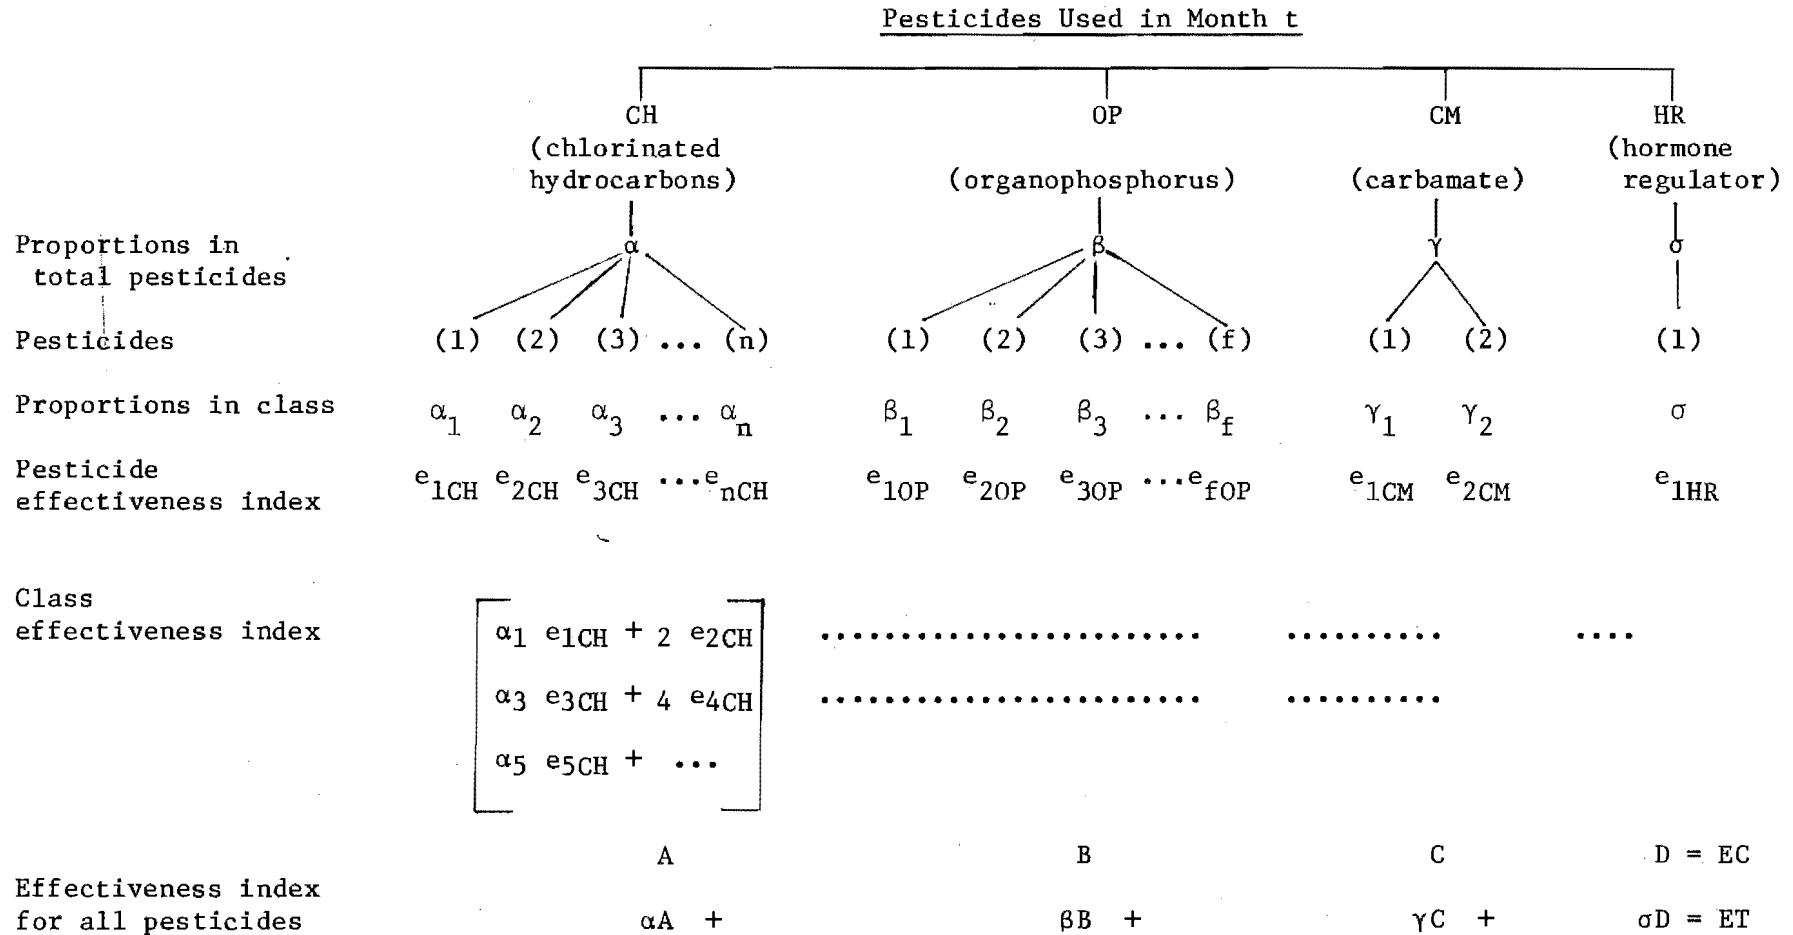 Pesticides Used in Month t
CH OP CM HR
(chlorinated (hormone
hydrocarbons) (organophosphorus) (carbamate) regulator)
Proportions in α β γ σ
total pesticides
Pesticides (1) (2) (3) ... (n) (1) (2) (3) ... (f) (1) (2) (1)
Proportions in class α1 α2 α3 ... αn β1 β2 β3 ... βf γ1 γ2 σ
Pesticide
effectiveness index e1CH e2CH e3CH ... enCH e1OP e2OP e3OP ... efOP e1CM e2CM e1HR
Class
effectiveness index α1 e1CH + 2 e2CH ....................... .......... ....
α3 e3CH + 4 e4CH ....................... ..........
α5 e5CH + ...
A B C D = EC
Effectiveness index
for all pesticides αA + βB + γC + σD = ET